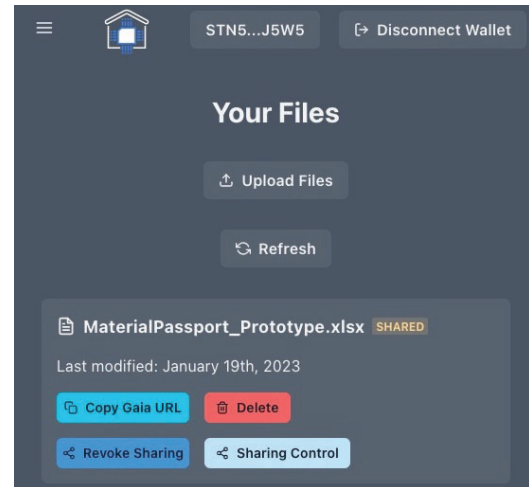 STN5...J5W5 Disconnect Wallet
Your Files
Upload Files
Refresh
MaterialPassport_Prototype.xlsx SHARED
Last modified: January 19th, 2023
Copy Gaia URL Delete
Revoke Sharing Sharing Control